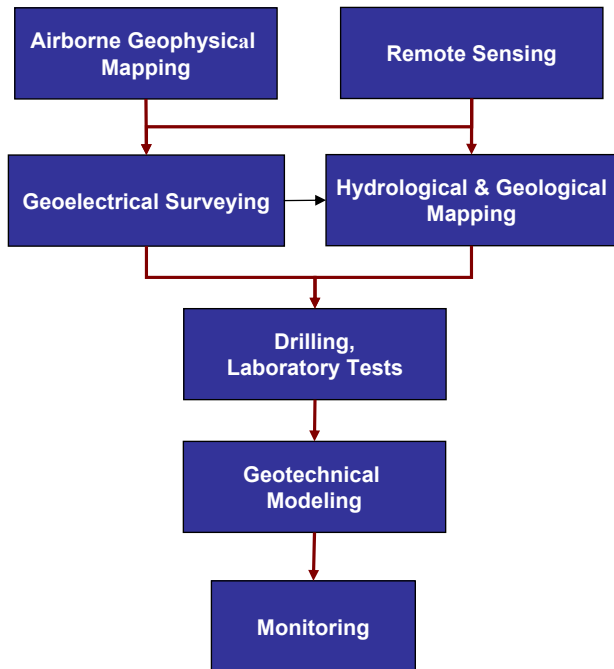 Airborne Geophysical
Mapping
Remote Sensing
Geoelectrical Surveying
Hydrological & Geological
Mapping
Drilling,
Laboratory Tests
Geotechnical
Modeling
Monitoring